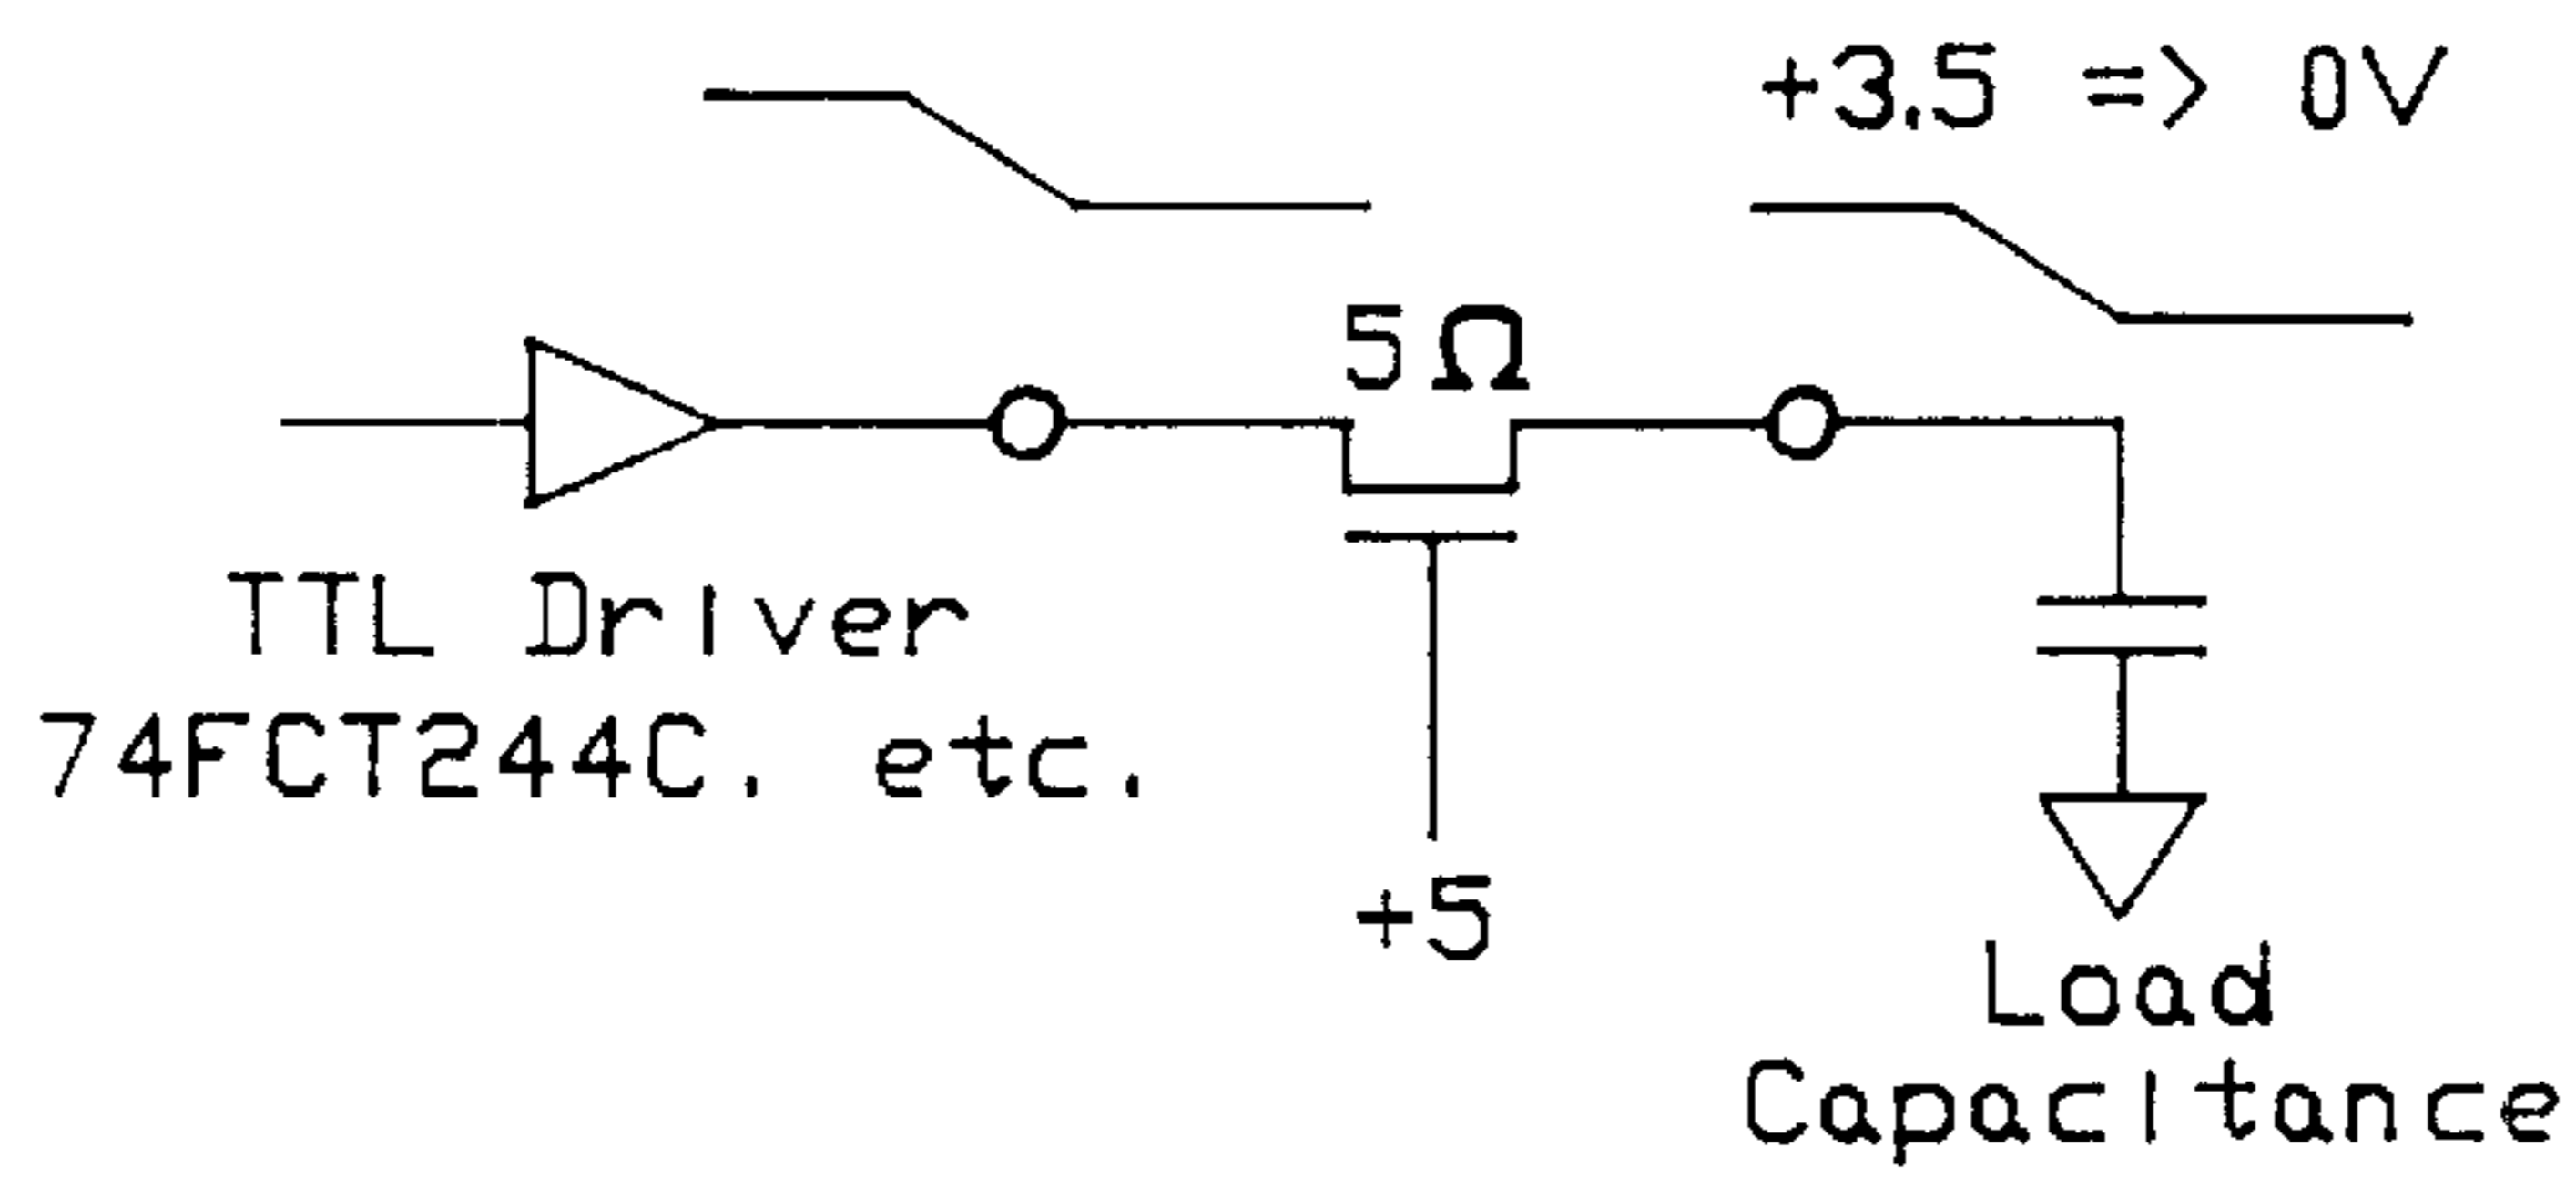 +3.5 => 0V
5Ω
TTL Driver
74FCT244C. etc.
+5
Load
Capacitance